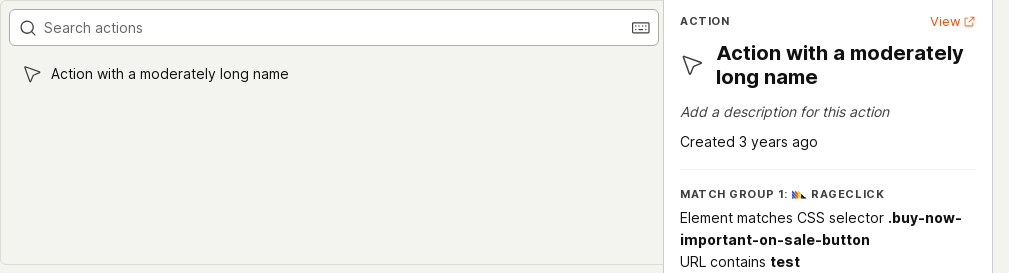 Search actions
Action with a moderately long name
ACTION
View
Action with a moderately
long name
Add a description for this action
Created 3 years ago
MATCH GROUP 1: RAGECLICK
Element matches CSS selector .buy-now-
important-on-sale-button
URL contains test